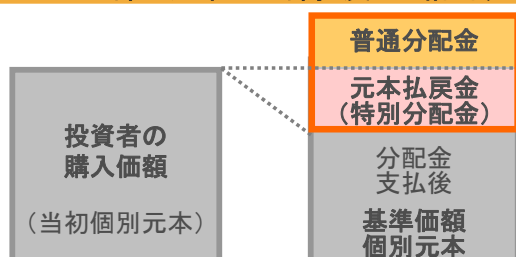 普通分配金
元本払戻金
(特別分配金)
投資者の
購入価額
(当初個別元本)
分配金
支払後
基準価額
個別元本